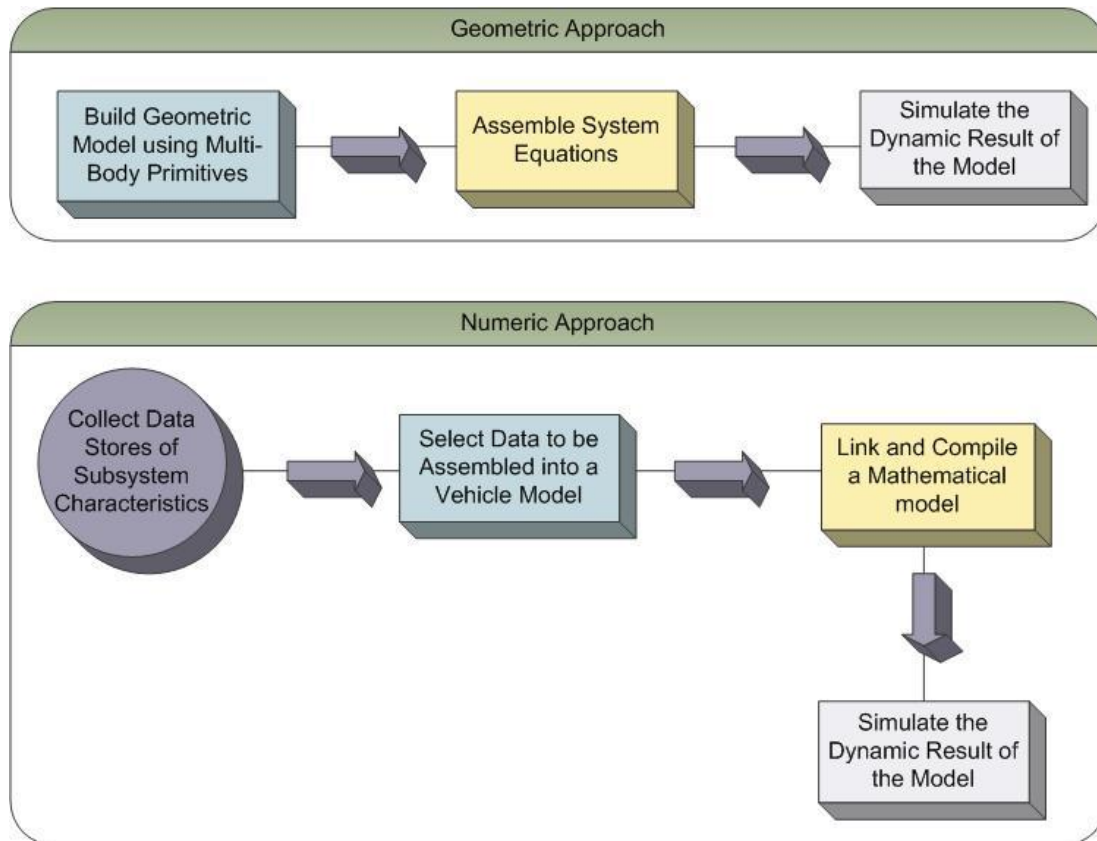 Geometric Approach
Build Geometric
Model using Multi-
Body Primitives
Assemble System
Equations
Simulate the
Dynamic Result of
the Model
Numeric Approach
Collect Data
Stores of
Subsystem
Characteristics
Select Data to be
Assembled into a
Vehicle Model
Link and Compile
a Mathematical
model
Simulate the
Dynamic Result of
the Model